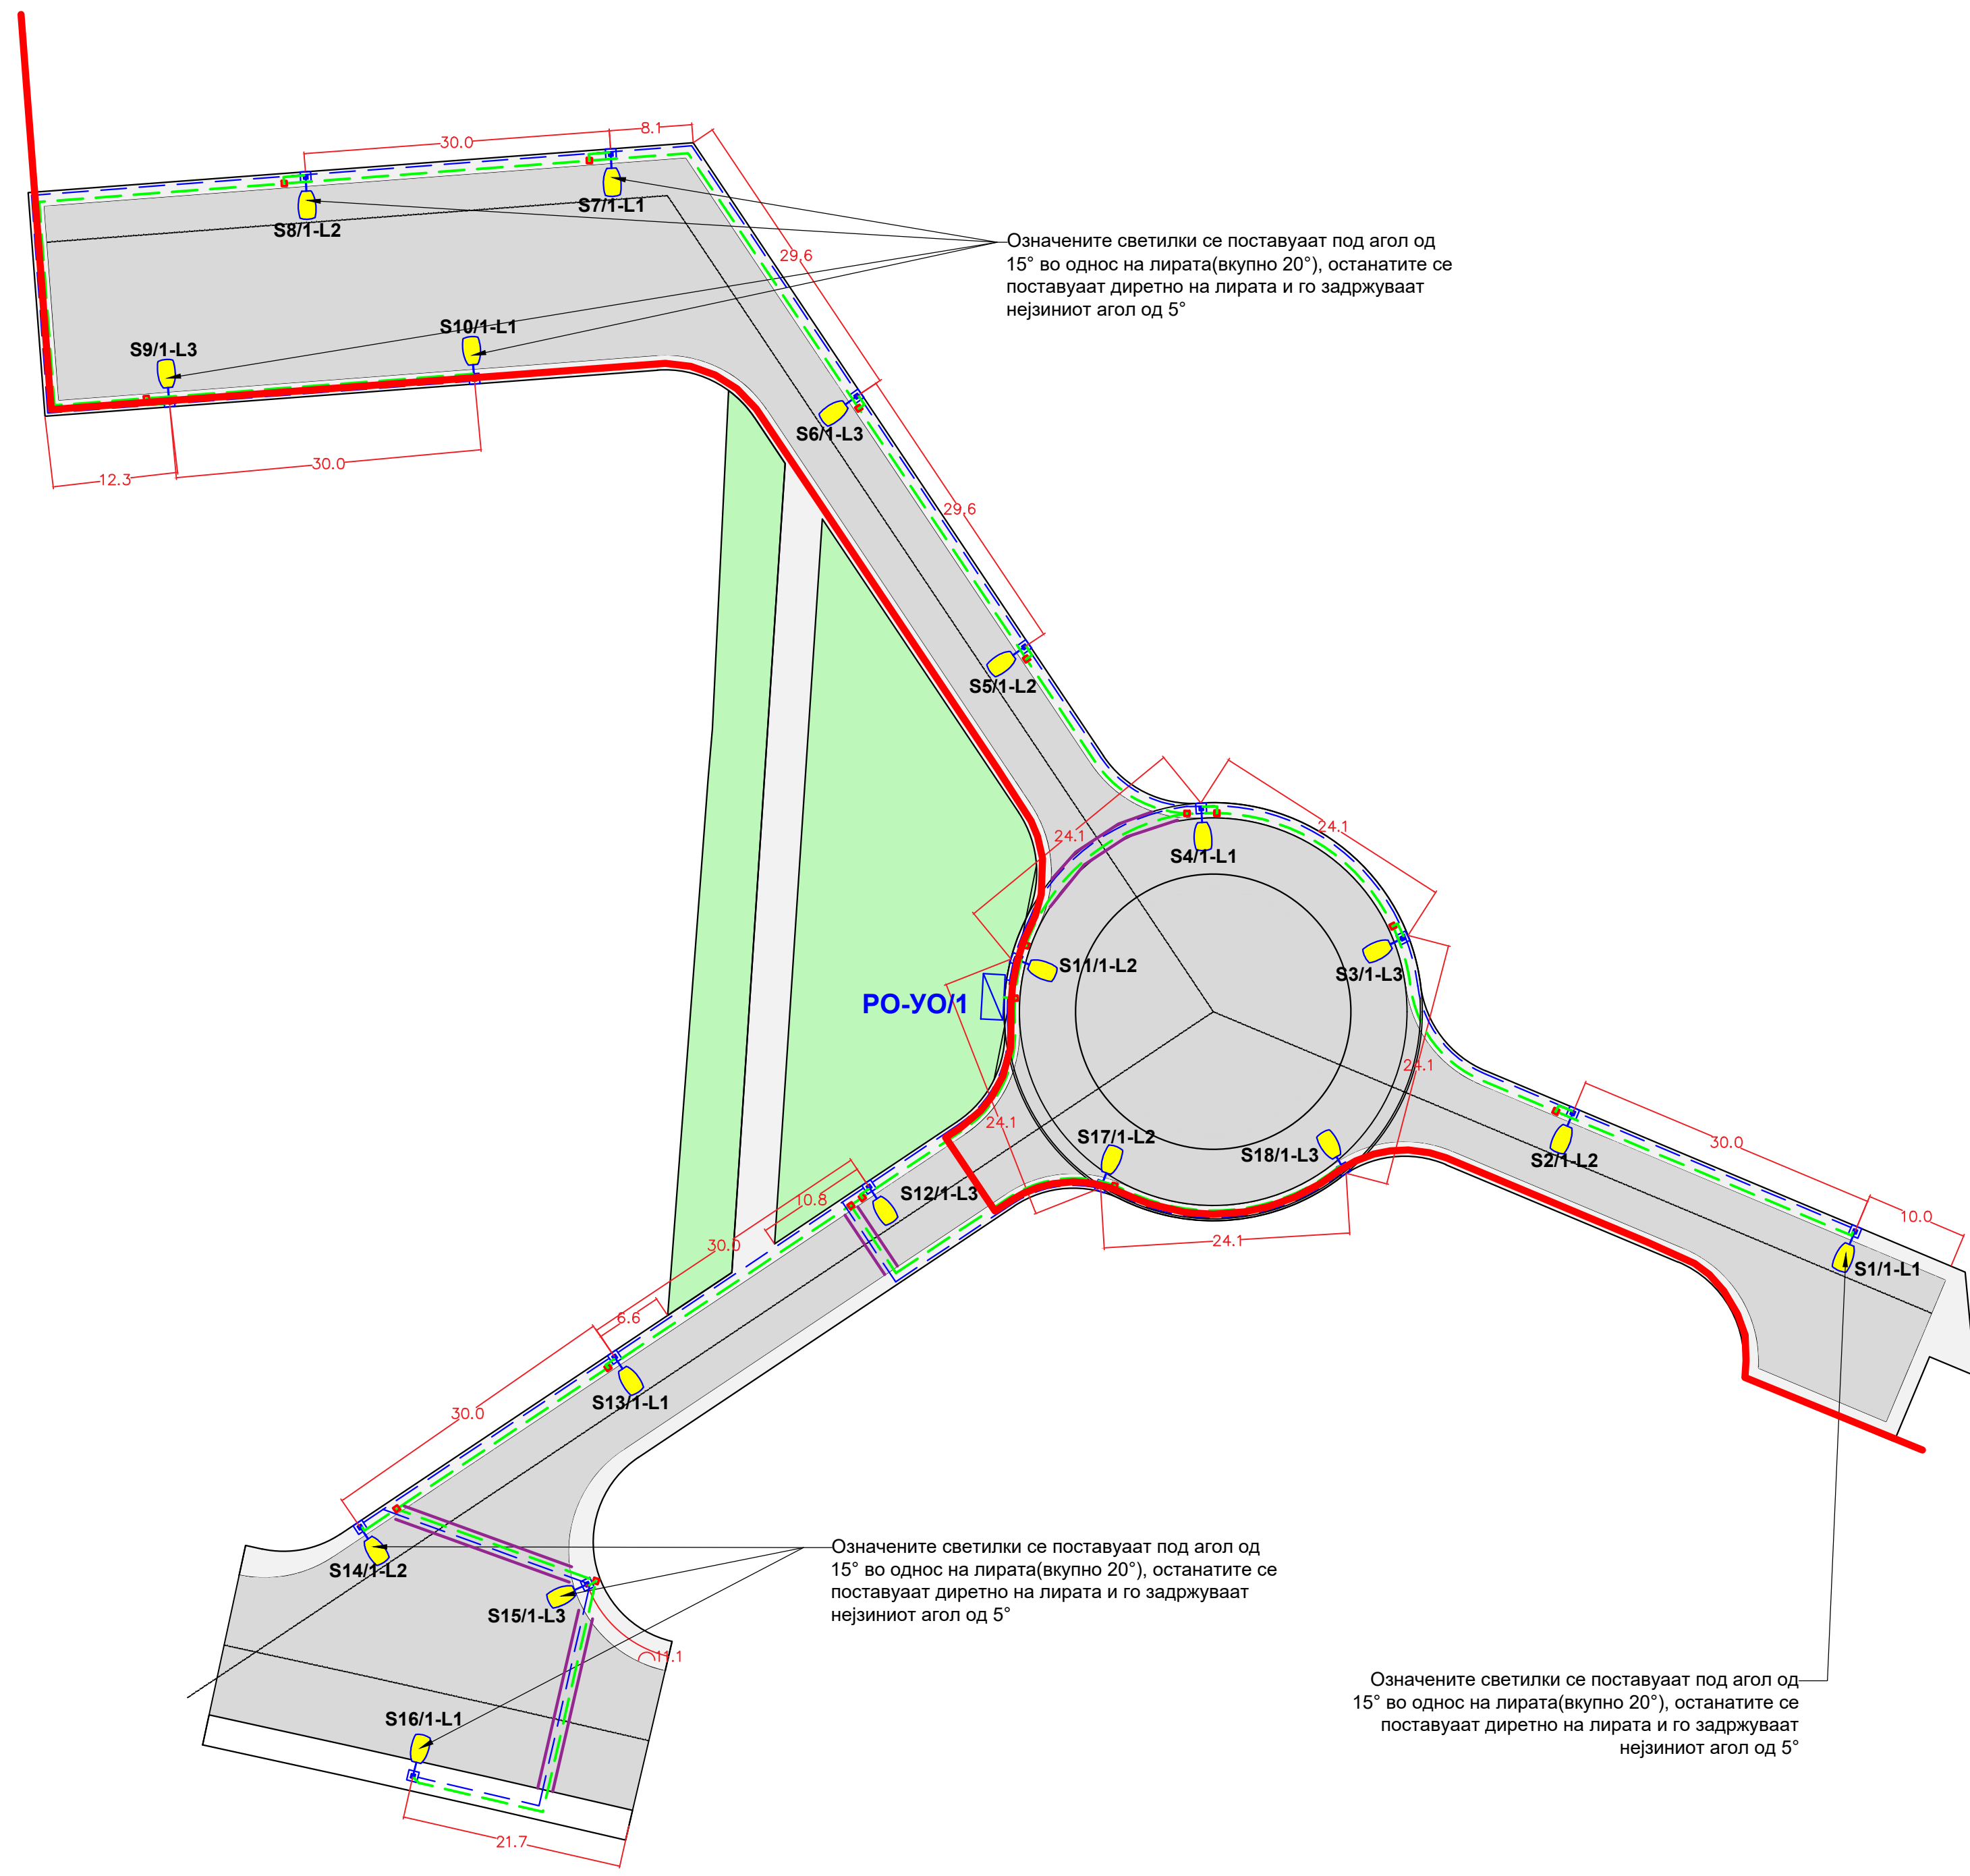 8.1
30.0
S7/1-L1
S8/1-L2
Означените светилки се поставуаат под агол од
15° во однос на лирата(вкупно 20°), останатите се
поставуаат диретно на лирата и го задржуваат
нејзиниот агол од 5°
29.6
S10/1-L1
S9/1-L3
S6/1-L3
30.0
12.3
29.6
S5/1-L2
24.1
24.1
S4/1-L1
S11/1-L2
S3/1-L3
РО-УО/1
24.1
24.1
S17/1-L2
S18/1-L3
30.0
S2/1-L2
S12/1-L3
10.8
10.0
30.0
24.1
S1/1-L1
6.6
S13/1-L1
30.0
Означените светилки се поставуаат под агол од
15° во однос на лирата(вкупно 20°), останатите се
поставуаат диретно на лирата и го задржуваат
нејзиниот агол од 5°
S14/1-L2
S15/1-L3
11.1
Означените светилки се поставуаат под агол од
15° во однос на лирата(вкупно 20°), останатите се
поставуаат диретно на лирата и го задржуваат
нејзиниот агол од 5°
S16/1-L1
21.7